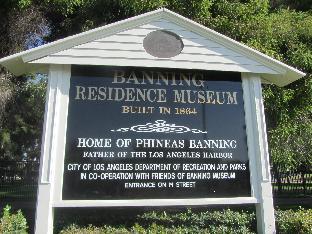 BANNING
RESIDENCE MUSEUM
BUILT IN 1864
HOME OF PHINEAS BANNING
FATHER OF THE LOS ANGELES HARBOR
CITY OF LOS ANGELES DEPARTMENT OF RECREATION AND PARKS
IN CO-OPERATION WITH FRIENDS OF BANNING MUSEUM
ENTRANCE ON M STREET